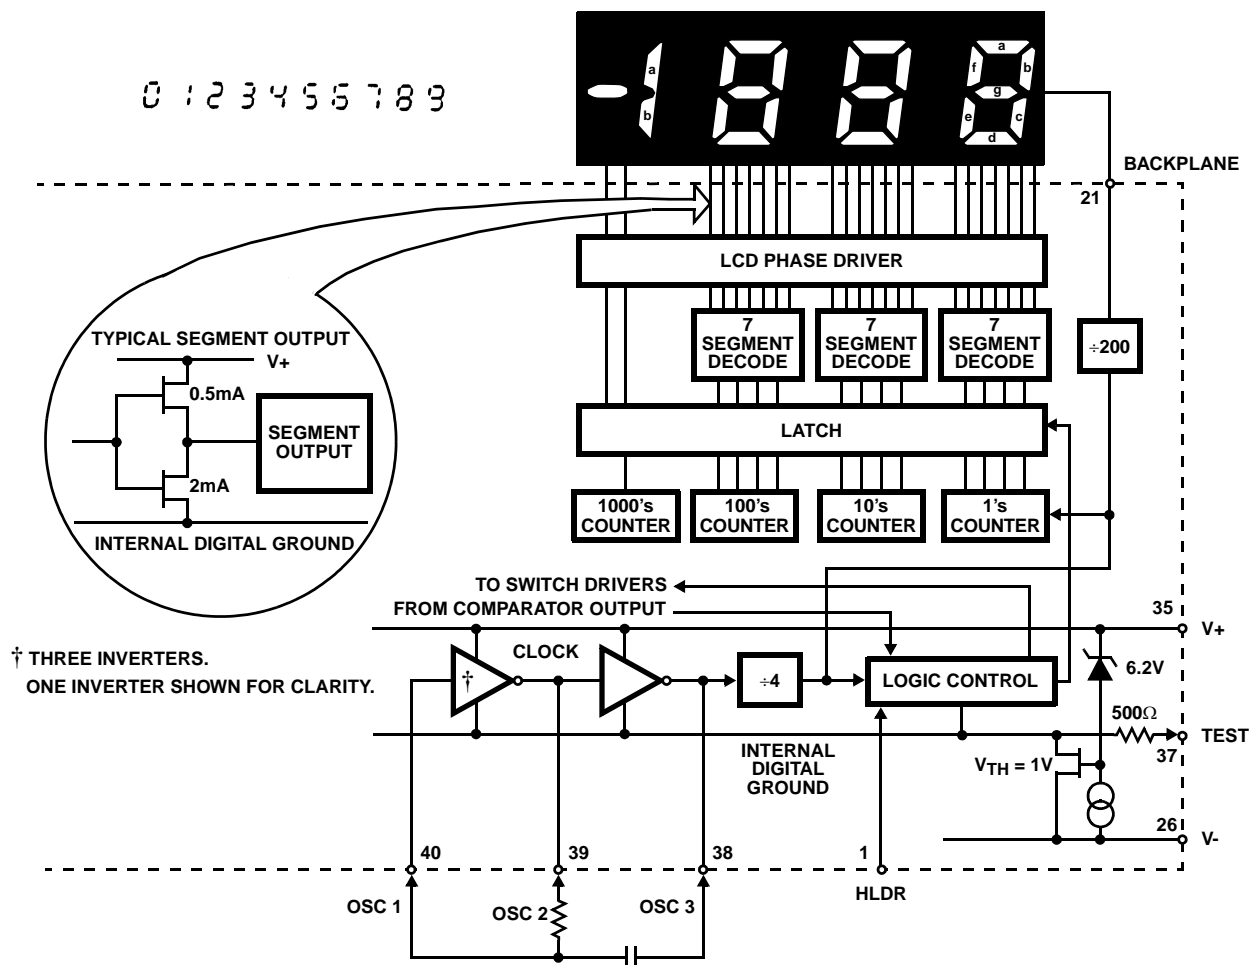 0 1 2 3 4 5 6 7 8 9
a
b
a
f
b
g
e
c
d
BACKPLANE
21
LCD PHASE DRIVER
TYPICAL SEGMENT OUTPUT
V+
0.5mA
SEGMENT
OUTPUT
2mA
INTERNAL DIGITAL GROUND
7
SEGMENT
DECODE
7
SEGMENT
DECODE
7
SEGMENT
DECODE
÷200
LATCH
1000's
COUNTER
100's
COUNTER
10's
COUNTER
1's
COUNTER
TO SWITCH DRIVERS
FROM COMPARATOR OUTPUT
35
V+
† THREE INVERTERS.
ONE INVERTER SHOWN FOR CLARITY.
†
CLOCK
÷4
LOGIC CONTROL
6.2V
500Ω
TEST
37
INTERNAL
DIGITAL
GROUND
VTH = 1V
26
V-
40
39
38
1
OSC 1
OSC 2
OSC 3
HLDR